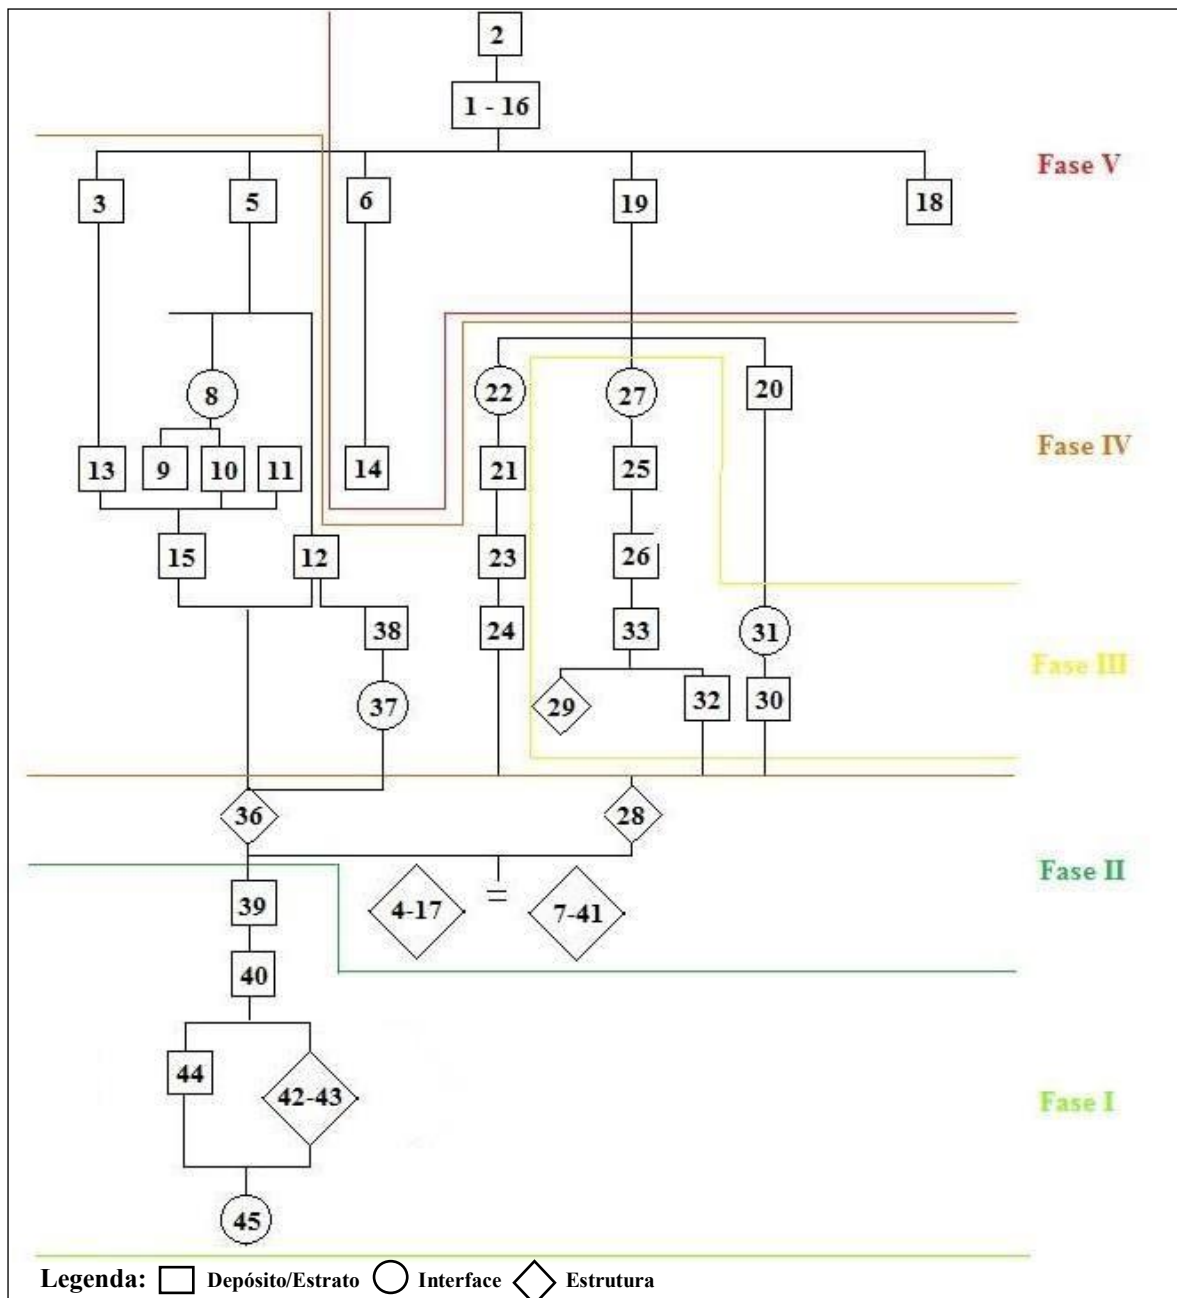 2
1 - 16
Fase V
3 5 6 19 18
8 22 27 20
Fase IV
13 9 10 11 14 21 25
15 12 23 26
38 24 33 31
Fase III
37 29 32 30
36 28
Fase II
39 4-17 = 7-41
40
44 42-43
Fase I
45
Legenda: Depósito/Estrato Interface Estrutura